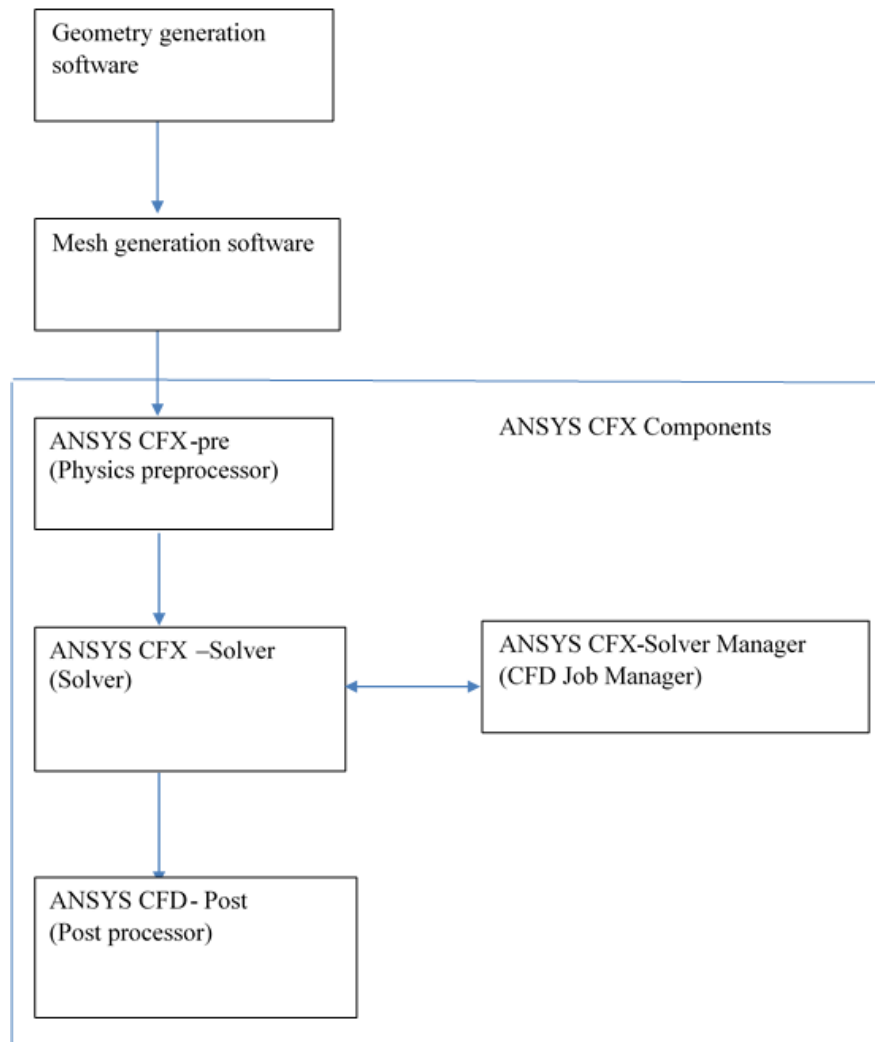 Geometry generation
software
Mesh generation software
ANSYS CFX Components
ANSYS CFX-pre
(Physics preprocessor)
ANSYS CFX –Solver
(Solver)
ANSYS CFX-Solver Manager
(CFD Job Manager)
ANSYS CFD- Post
(Post processor)